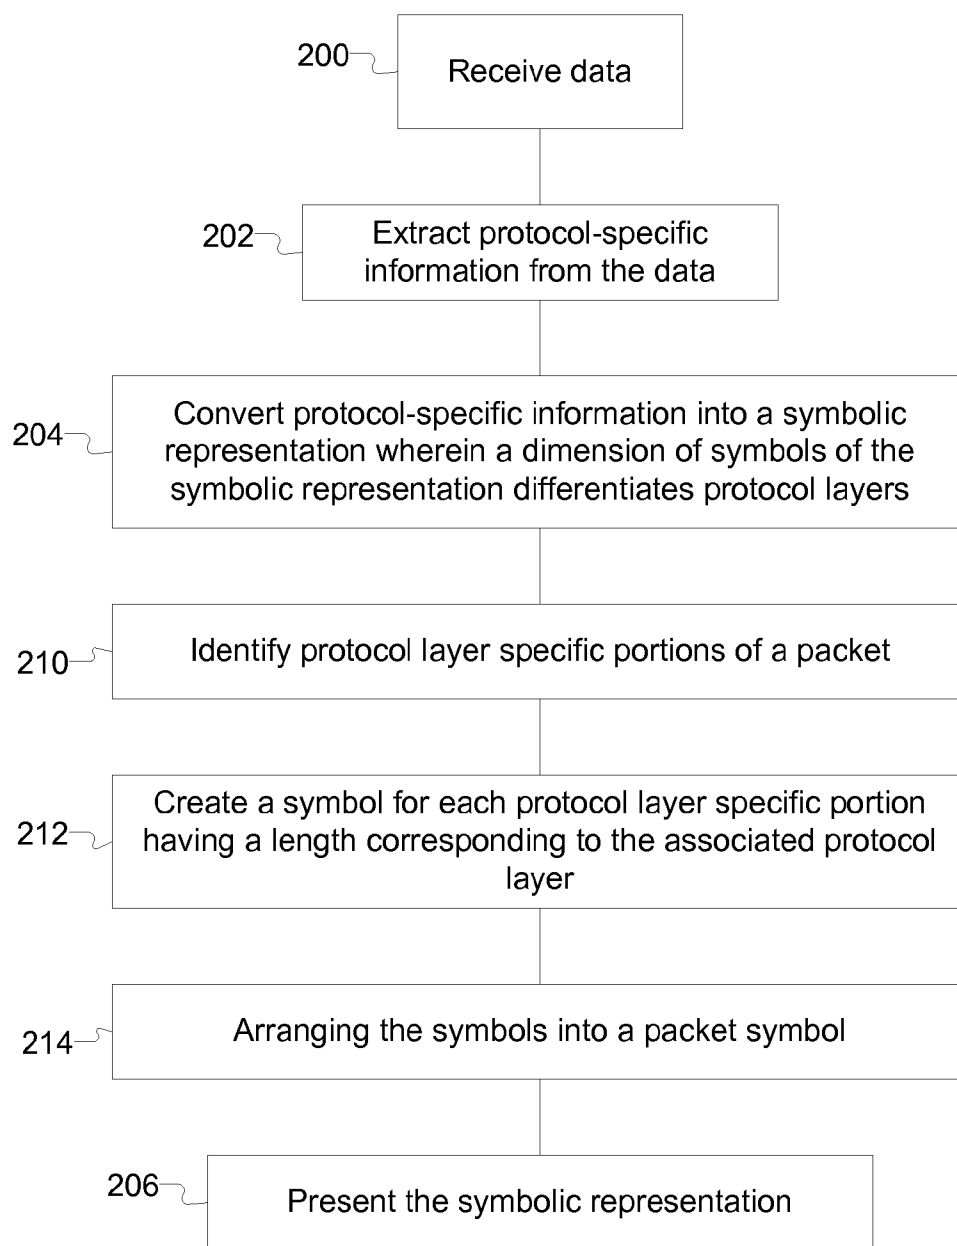 200
Receive data
202
Extract protocol-specific
information from the data
204
Convert protocol-specific information into a symbolic
representation wherein a dimension of symbols of the
symbolic representation differentiates protocol layers
210
Identify protocol layer specific portions of a packet
212
Create a symbol for each protocol layer specific portion
having a length corresponding to the associated protocol
layer
214
Arranging the symbols into a packet symbol
206
Present the symbolic representation